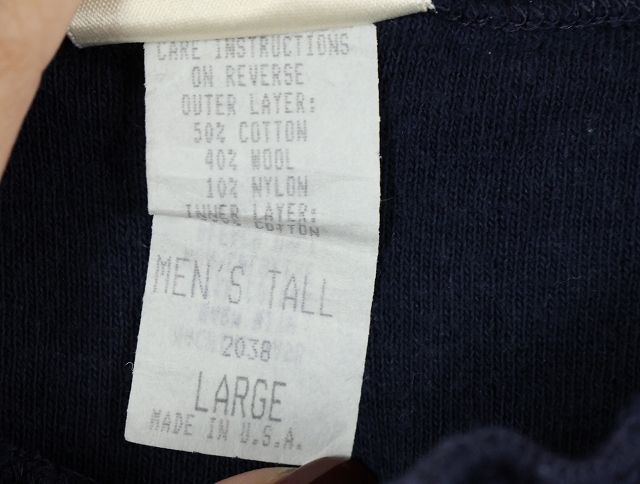 CARE INSTRUCTIONS
ON REVERSE
OUTER LAYER:
50% COTTON
40% WOOL
10% NYLON
INNER LAYER:
COTTON
MEN'S TALL
2038
LARGE
MADE IN U.S.A.